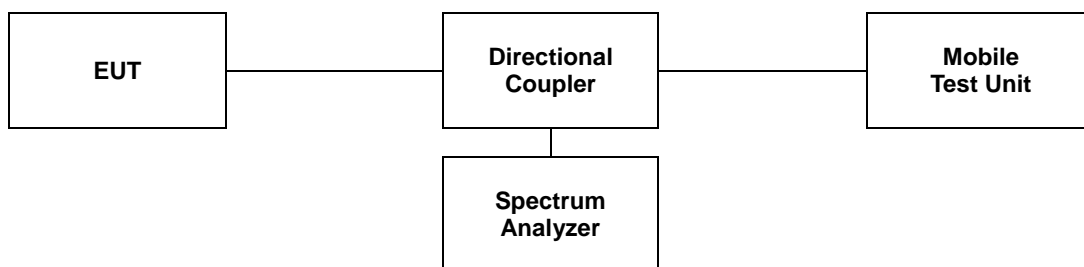 EUT
Directional
Coupler
Mobile
Test Unit
Spectrum
Analyzer